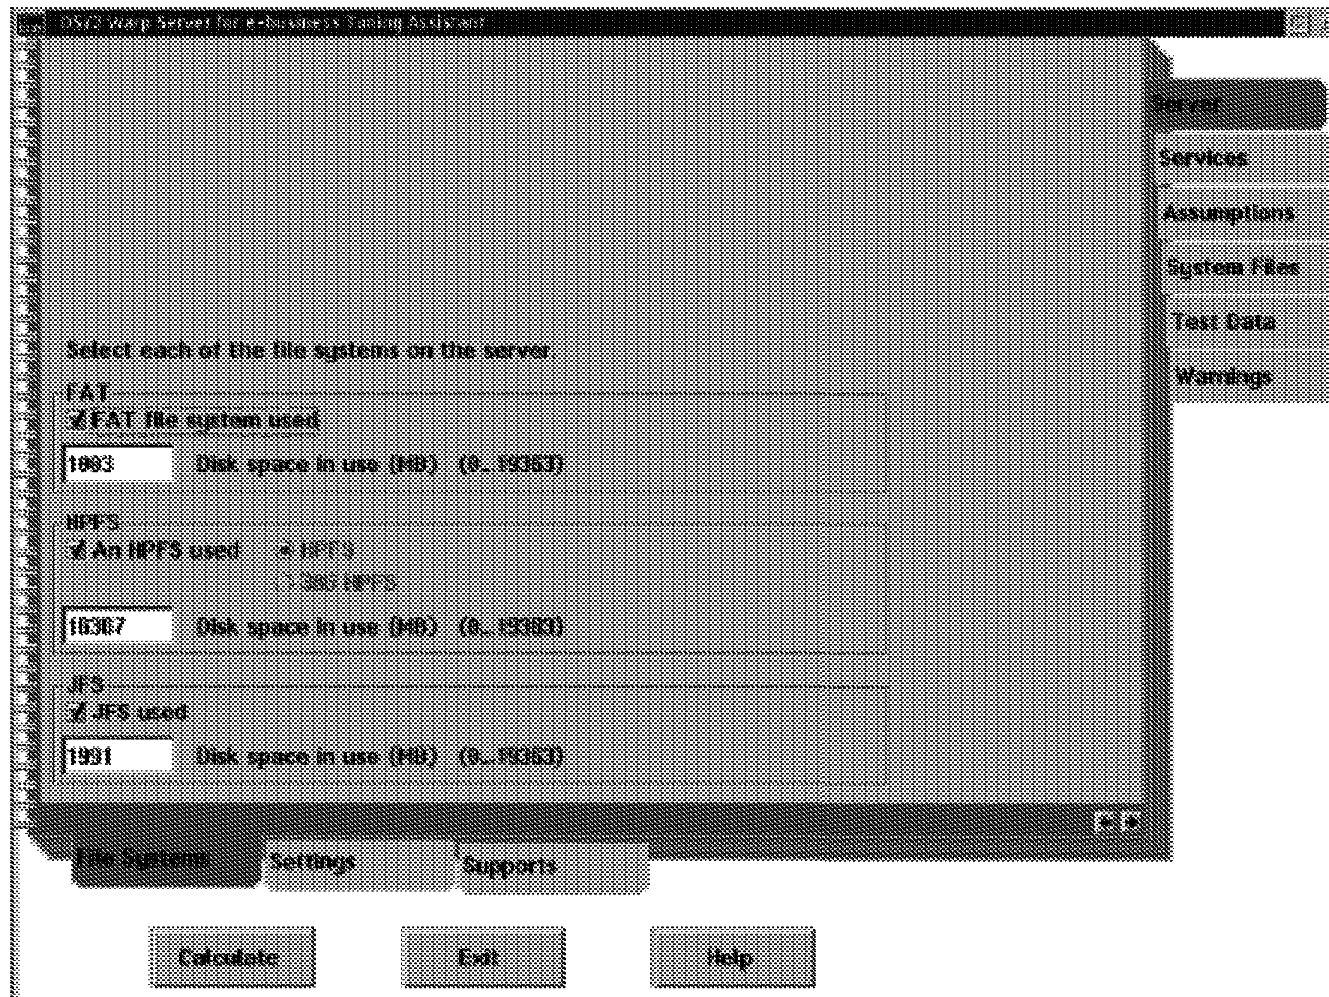 OS/2 Warp Server for e-business Tuning Assistant
Server
Services
Assumptions
System Files
Test Data
Warnings
Select each of the file systems on the server.
FAT
FAT file system used
1003 Disk space in use (MB) (0...19363)
HPFS
An HPFS used HPFS
386 HPFS
Disk space in use (MB) (0...19363)
JFS
JFS used
1991 Disk space in use (MB) (0...19363)
File Systems Settings Supports
Calculate Exit Help